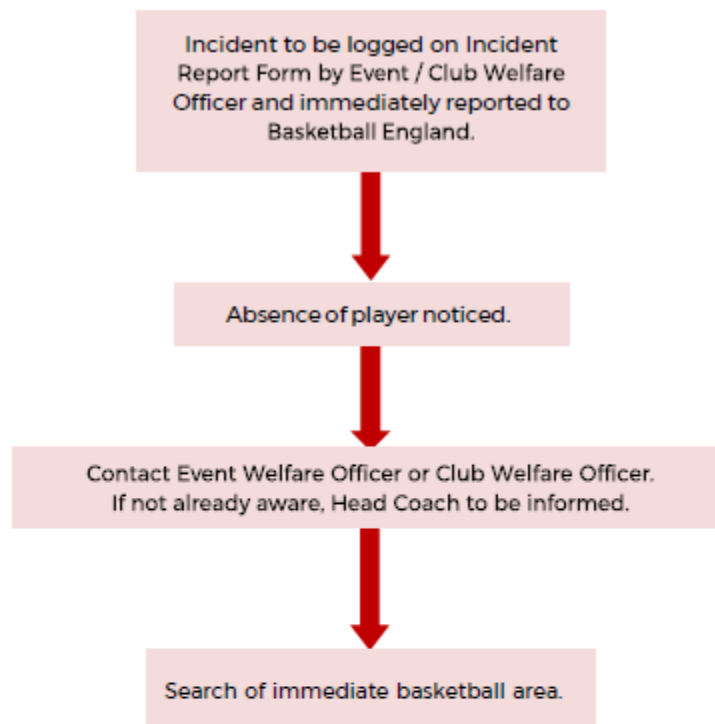 Incident to be logged on Incident
Report Form by Event / Club Welfare
Officer and immediately reported to
Basketball England.
Absence of player noticed.
Contact Event Welfare Officer or Club Welfare Officer.
If not already aware, Head Coach to be informed.
Search of immediate basketball area.